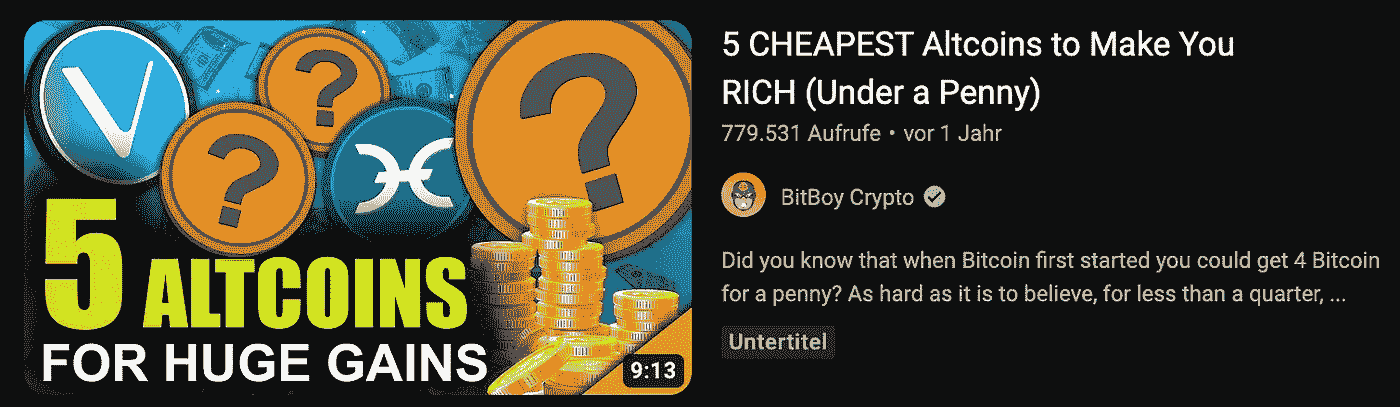 5 ALTCOINS
FOR HUGE GAINS
9:13
5 CHEAPEST Altcoins to Make You
RICH (Under a Penny)
779.531 Aufrufe • vor 1 Jahr
BitBoy Crypto
Did you know that when Bitcoin first started you could get 4 Bitcoin
for a penny? As hard as it is to believe, for less than a quarter, ...
Untertitel